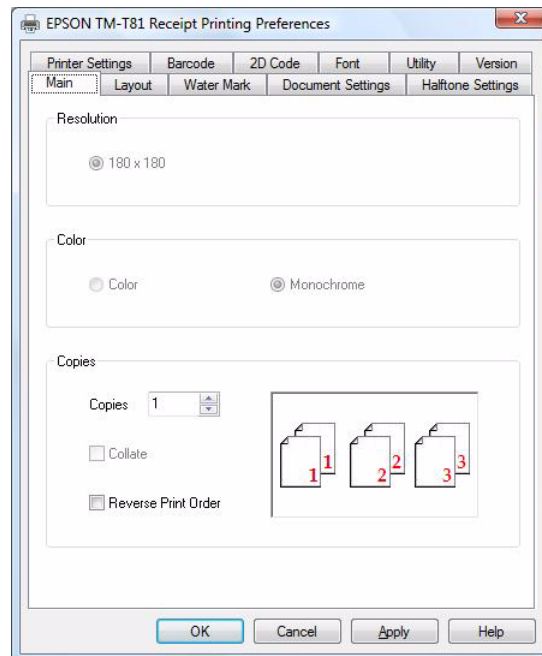 EPSON TM-T81 Receipt Printing Preferences
Printer Settings Barcode 2D Code Font Utility Version
Main Layout Water Mark Document Settings Halftone Settings
Resolution
180 x 180
Color
Color Monochrome
Copies
Copies 1
Collate
Reverse Print Order
1 1 2 2 3 3
OK Cancel Apply Help